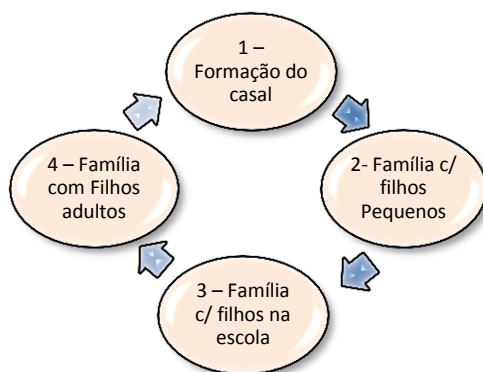 1 –
Formação do
casal
2- Família c/
filhos
Pequenos
3 – Família
c/ filhos na
escola
4 – Família
com Filhos
adultos